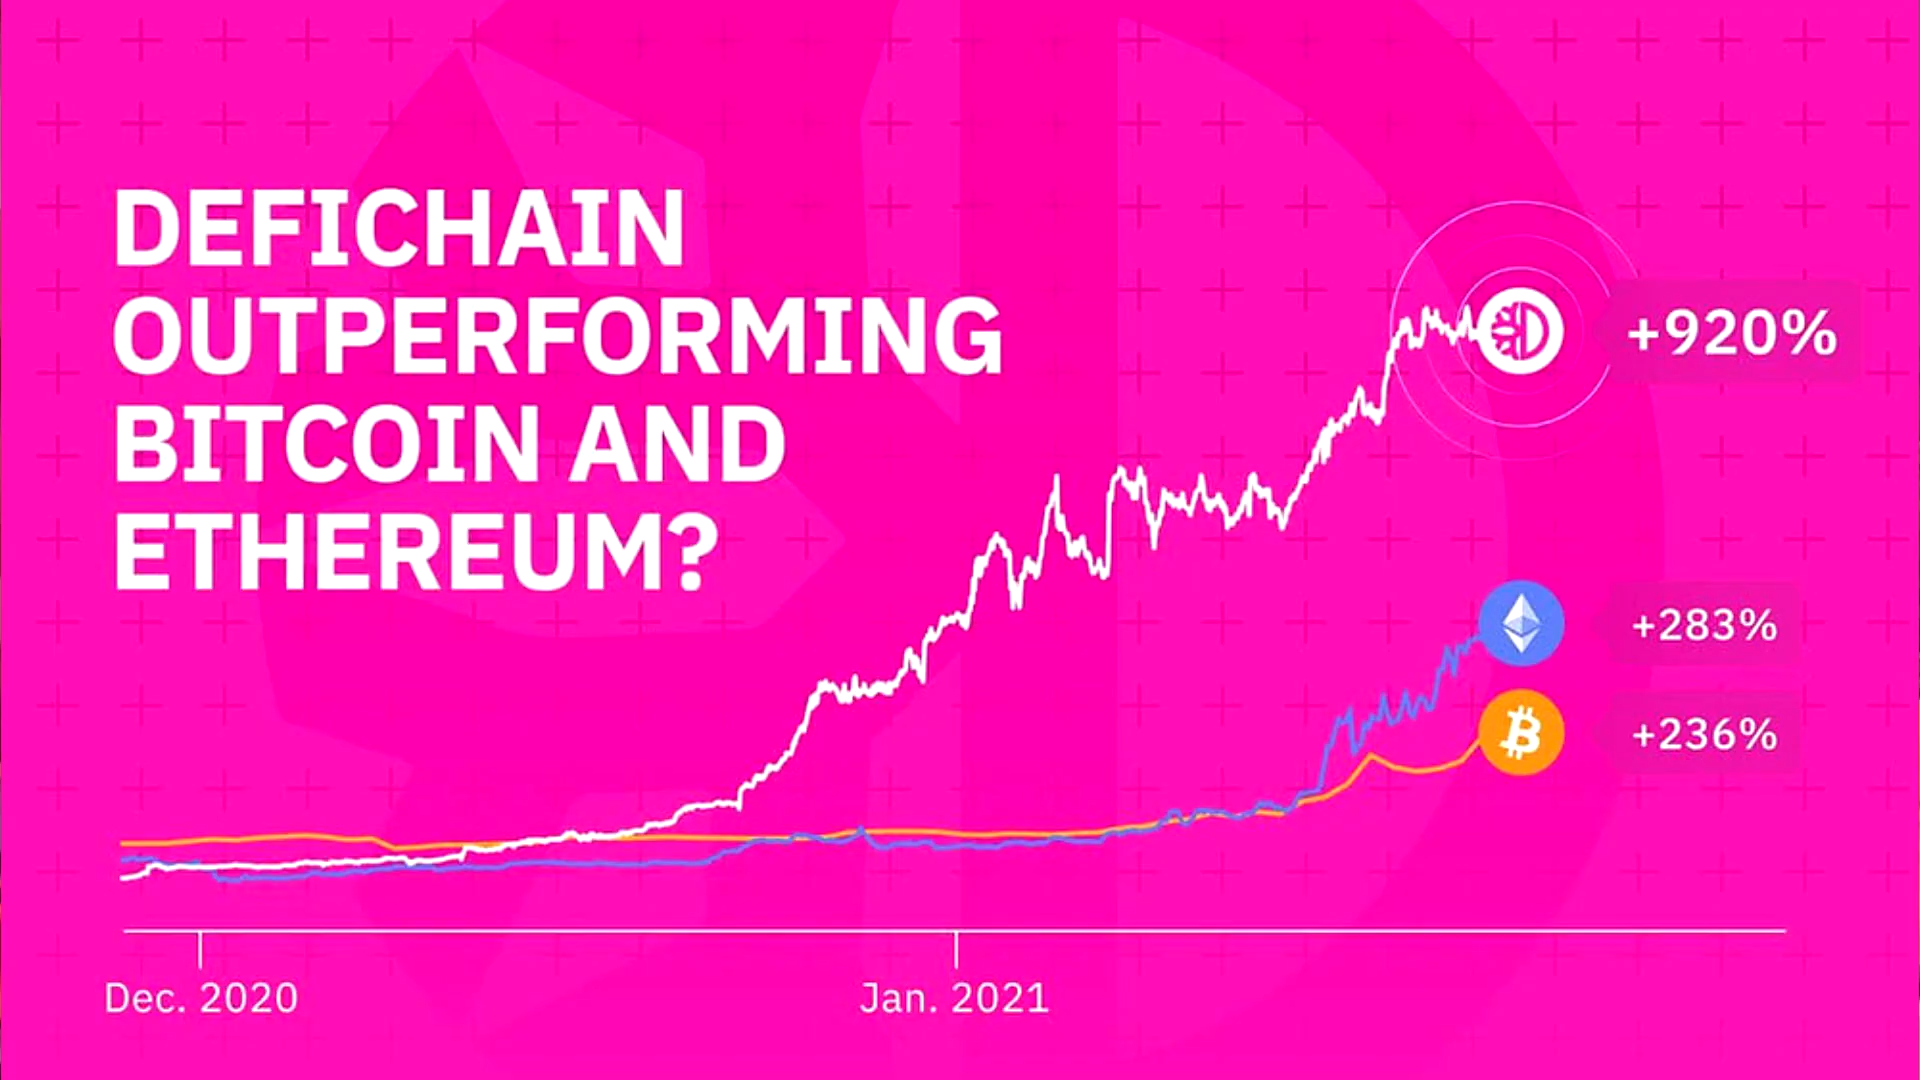 DEFICHAIN
OUTPERFORMING
BITCOIN AND
ETHEREUM?
+920%
+283%
+236%
Dec. 2020
Jan. 2021